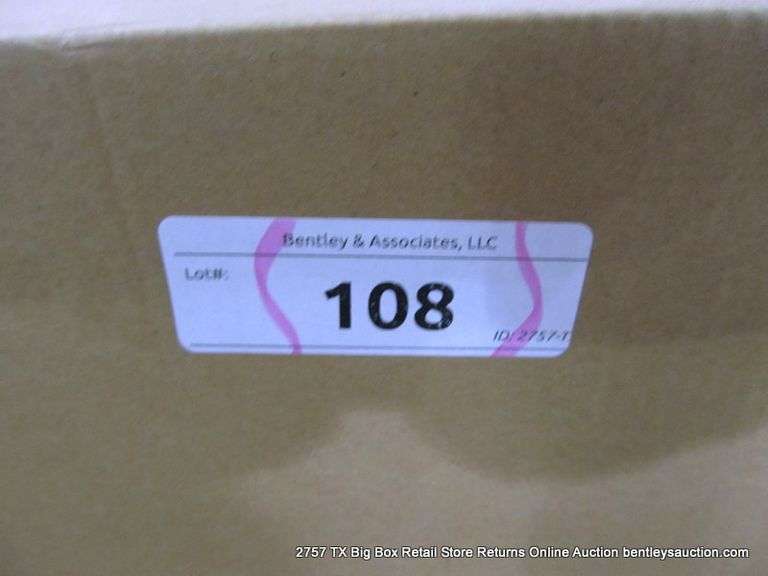 Bentley & Associates, LLC
Lot#:
108
ID: 2757-T
2757 TX Big Box Retail Store Returns Online Auction bentleysauction.com